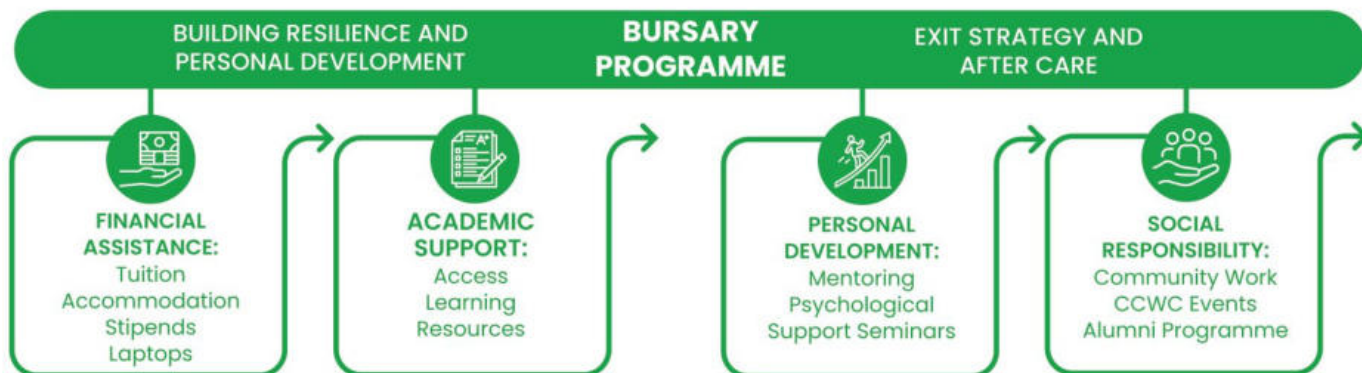 BUILDING RESILIENCE AND
PERSONAL DEVELOPMENT
BURSARY
PROGRAMME
EXIT STRATEGY AND
AFTER CARE
FINANCIAL
ASSISTANCE:
Tuition
Accommodation
Stipends
Laptops
A+
ACADEMIC
SUPPORT:
Access
Learning
Resources
PERSONAL
DEVELOPMENT:
Mentoring
Psychological
Support Seminars
SOCIAL
RESPONSIBILITY:
Community Work
CCWC Events
Alumni Programme